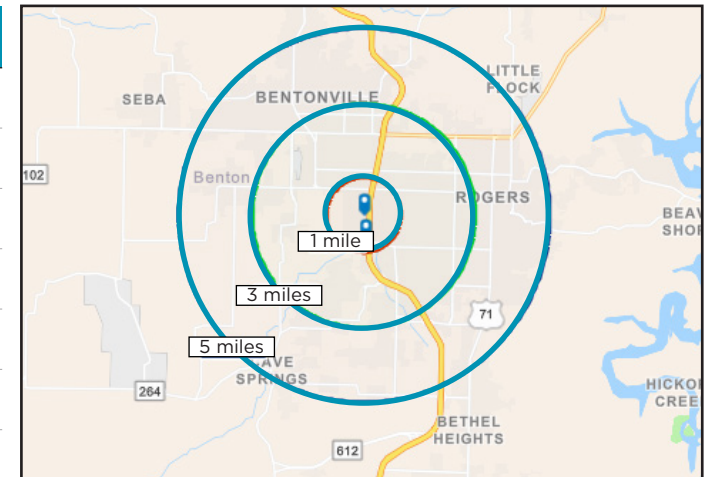 LITTLE
FLOCK
SEBA
BENTONVILLE
102
Benton
ROGERS
BEAV
SHOP
1 mile
3 miles
71
5 miles
CAVE
SPRINGS
264
HICKO
CREE
BETHEL
HEIGHTS
612